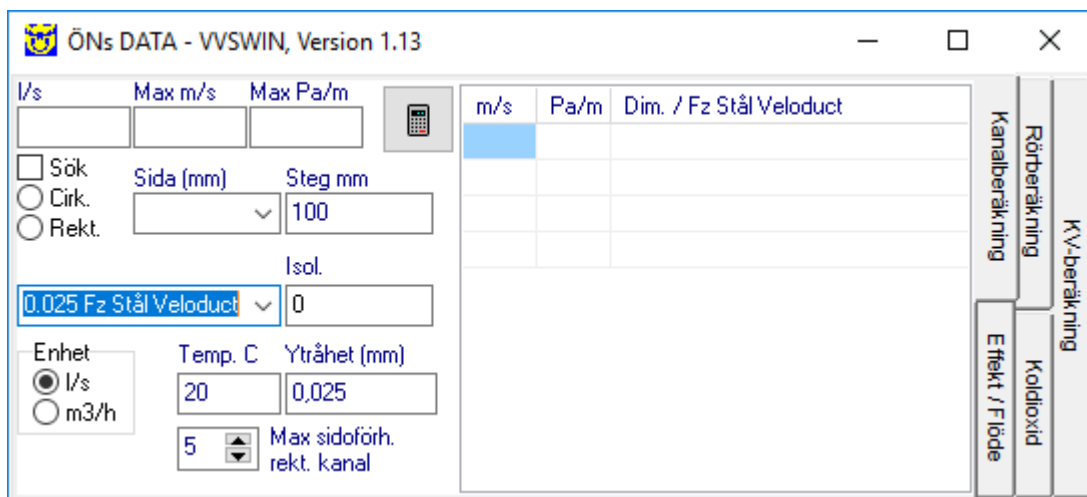 ÖNs DATA - VVSWIN, Version 1.13
l/s Max m/s Max Pa/m
Sök
Cirk.
Rekt.
Sida (mm) Steg mm
100
Isol.
0.025 Fz Stål Veloduct 0
Enhet
l/s
m3/h
Temp. C Ytråhet (mm)
20 0,025
5 Max sidoförh.
rekt. kanal
m/s Pa/m Dim. / Fz Stål Veloduct
Kanalberäkning
Effekt / Flöde
Rörberäkning
Koldioxid
KV-beräkning